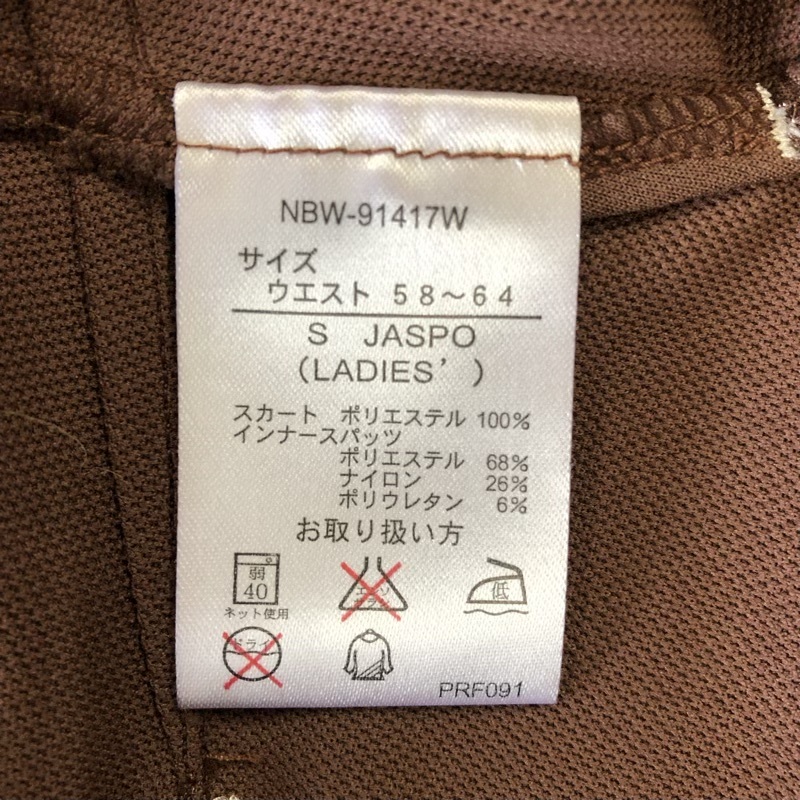 NBW-91417W
サイズ
ウエスト 58～64
S JASPO
(LADIES')
スカート ポリエステル 100%
インナースパッツ
ポリエステル 68%
ナイロン 26%
ポリウレタン 6%
お取り扱い方
弱 低
40
ネット使用
ドライ
PRF091